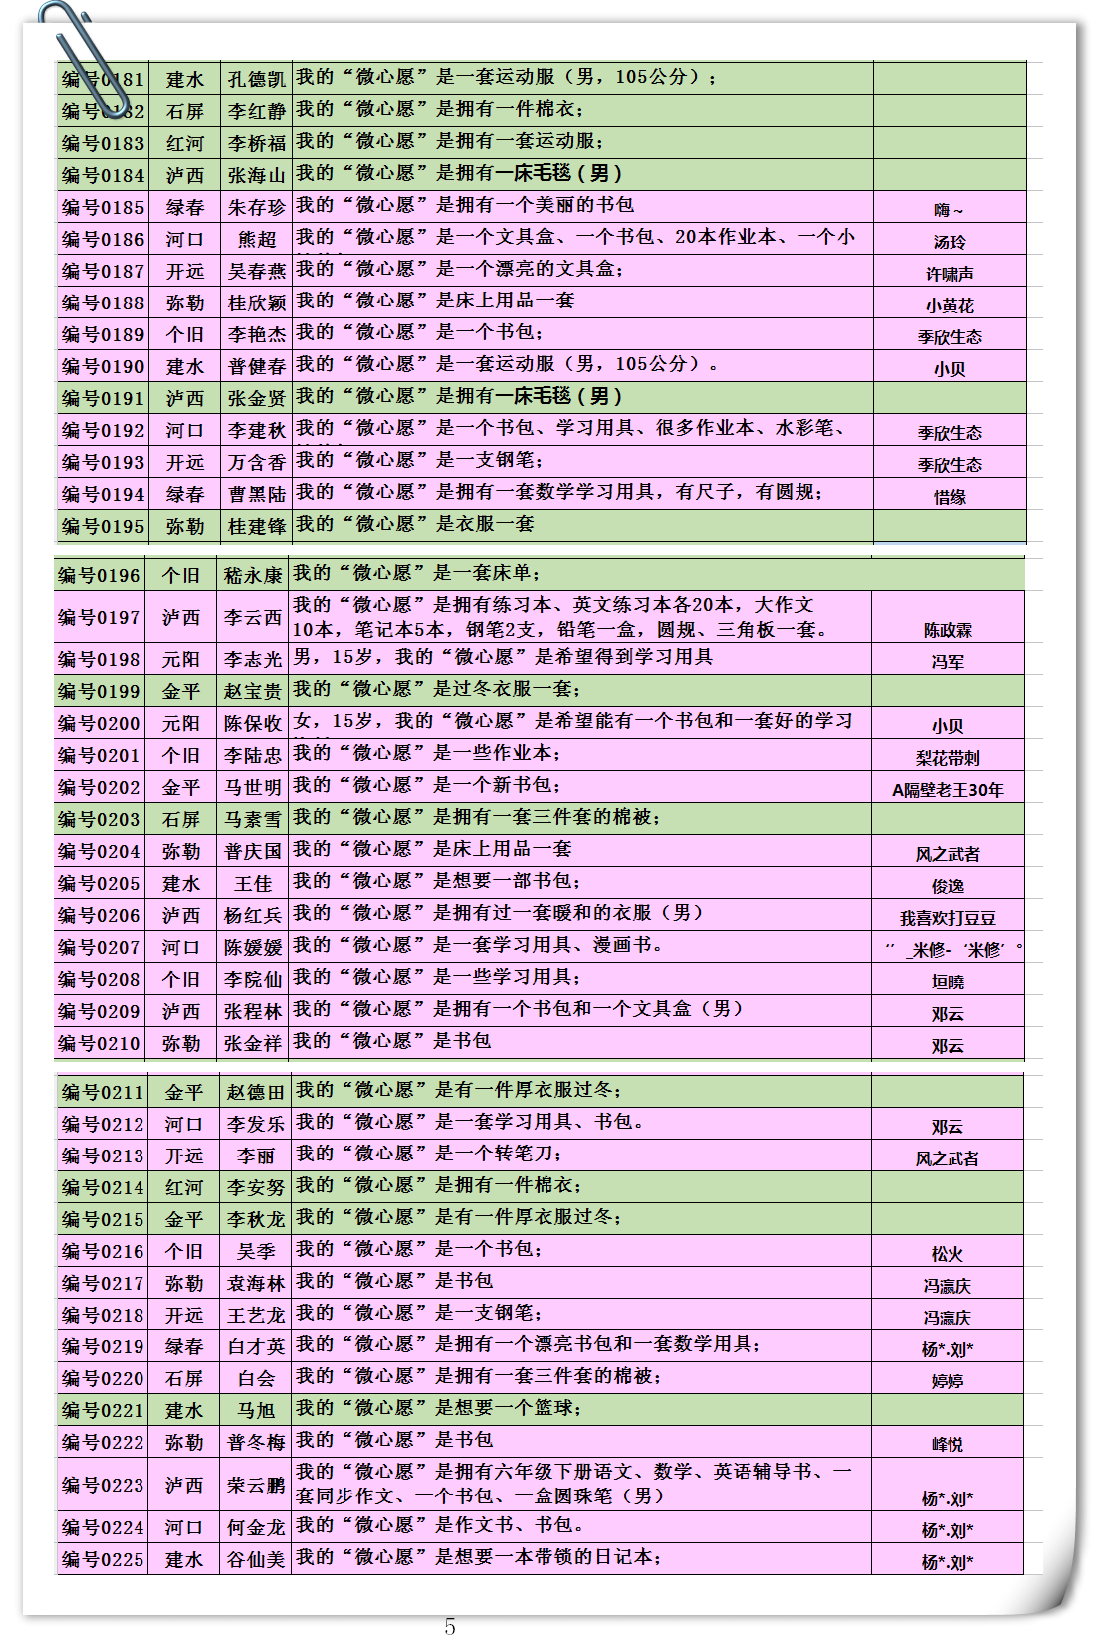 编号0181 建水 孔德凯 我的“微心愿”是一套运动服（男，105公分）；
编号0182 石屏 李红静 我的“微心愿”是拥有一件棉衣；
编号0183 红河 李桥福 我的“微心愿”是拥有一套运动服；
编号0184 泸西 张海山 我的“微心愿”是拥有一床毛毯（男）
编号0185 绿春 朱存珍 我的“微心愿”是拥有一个美丽的书包 嗨~
编号0186 河口 熊超 我的“微心愿”是一个文具盒、一个书包、20本作业本、一个小 汤玲
编号0187 开远 吴春燕 我的“微心愿”是一个漂亮的文具盒； 许啸声
编号0188 弥勒 桂欣颖 我的“微心愿”是床上用品一套 小黄花
编号0189 个旧 李艳杰 我的“微心愿”是一个书包； 季欣生态
编号0190 建水 普健春 我的“微心愿”是一套运动服（男，105公分）。 小贝
编号0191 泸西 张金贤 我的“微心愿”是拥有一床毛毯（男）
编号0192 河口 李建秋 我的“微心愿”是一个书包、学习用具、很多作业本、水彩笔、 季欣生态
编号0193 开远 万含香 我的“微心愿”是一支钢笔； 季欣生态
编号0194 绿春 曹黑陆 我的“微心愿”是拥有一套数学学习用具，有尺子，有圆规； 惜缘
编号0195 弥勒 桂建锋 我的“微心愿”是衣服一套
编号0196 个旧 嵇永康 我的“微心愿”是一套床单；
编号0197 泸西 李云西 我的“微心愿”是拥有练习本、英文练习本各20本，大作文
10本，笔记本5本，钢笔2支，铅笔一盒，圆规、三角板一套。 陈政霖
编号0198 元阳 李志光 男，15岁，我的“微心愿”是希望得到学习用具 冯军
编号0199 金平 赵宝贵 我的“微心愿”是过冬衣服一套；
编号0200 元阳 陈保收 女，15岁，我的“微心愿”是希望能有一个书包和一套好的学习 小贝
编号0201 个旧 李陆忠 我的“微心愿”是一些作业本； 梨花带刺
编号0202 金平 马世明 我的“微心愿”是一个新书包； A隔壁老王30年
编号0203 石屏 马素雪 我的“微心愿”是拥有一套三件套的棉被；
编号0204 弥勒 普庆国 我的“微心愿”是床上用品一套 风之武者
编号0205 建水 王佳 我的“微心愿”是想要一部书包； 俊逸
编号0206 泸西 杨红兵 我的“微心愿”是拥有过一套暖和的衣服（男） 我喜欢打豆豆
编号0207 河口 陈媛媛 我的“微心愿”是一套学习用具、漫画书。 ‘’ _米修-‘米修’°
编号0208 个旧 李院仙 我的“微心愿”是一些学习用具； 垣曉
编号0209 泸西 张程林 我的“微心愿”是拥有一个书包和一个文具盒（男） 邓云
编号0210 弥勒 张金祥 我的“微心愿”是书包 邓云
编号0211 金平 赵德田 我的“微心愿”是有一件厚衣服过冬；
编号0212 河口 李发乐 我的“微心愿”是一套学习用具、书包。 邓云
编号0213 开远 李丽 我的“微心愿”是一个转笔刀； 风之武者
编号0214 红河 李安努 我的“微心愿”是拥有一件棉衣；
编号0215 金平 李秋龙 我的“微心愿”是有一件厚衣服过冬；
编号0216 个旧 吴季 我的“微心愿”是一个书包； 松火
编号0217 弥勒 袁海林 我的“微心愿”是书包 冯瀛庆
编号0218 开远 王艺龙 我的“微心愿”是一支钢笔； 冯瀛庆
编号0219 绿春 白才英 我的“微心愿”是拥有一个漂亮书包和一套数学用具； 杨*.刘*
编号0220 石屏 白会 我的“微心愿”是拥有一套三件套的棉被； 婷婷
编号0221 建水 马旭 我的“微心愿”是想要一个篮球；
编号0222 弥勒 普冬梅 我的“微心愿”是书包 峰悦
编号0223 泸西 荣云鹏 我的“微心愿”是拥有六年级下册语文、数学、英语辅导书、一
套同步作文、一个书包、一盒圆珠笔（男） 杨*.刘*
编号0224 河口 何金龙 我的“微心愿”是作文书、书包。 杨*.刘*
编号0225 建水 谷仙美 我的“微心愿”是想要一本带锁的日记本； 杨*.刘*
5